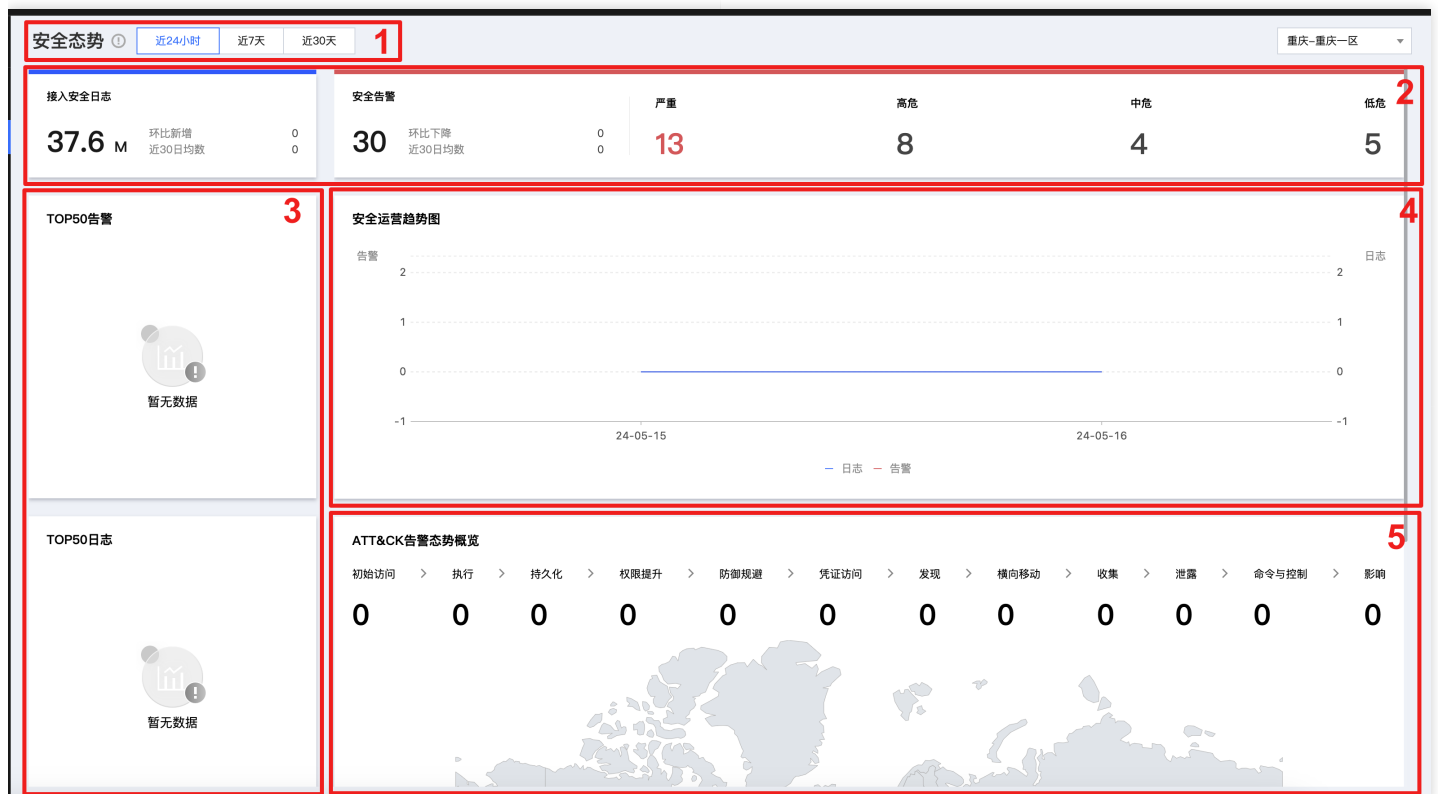 安全态势 近24小时 近7天 近30天 1 重庆-重庆一区
2
接入安全日志
37.6 M 环比新增 0
近30日均数 0
安全告警
30 环比下降 0
近30日均数 0
严重 高危 中危 低危
13 8 4 5
3
TOP50告警
暂无数据
4
安全运营趋势图
告警 日志
2 2
1 1
0 0
-1 -1
24-05-15 24-05-16
日志 告警
TOP50日志
暂无数据
5
ATT&CK告警态势概览
初始访问 > 执行 > 持久化 > 权限提升 > 防御规避 > 凭证访问 > 发现 > 横向移动 > 收集 > 泄露 > 命令与控制 > 影响
0 0 0 0 0 0 0 0 0 0 0 0